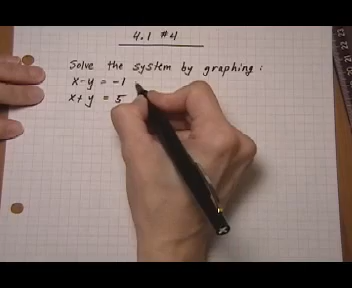 4.1 #4
Solve the system by graphing:
x-y = -1
x+y = 5